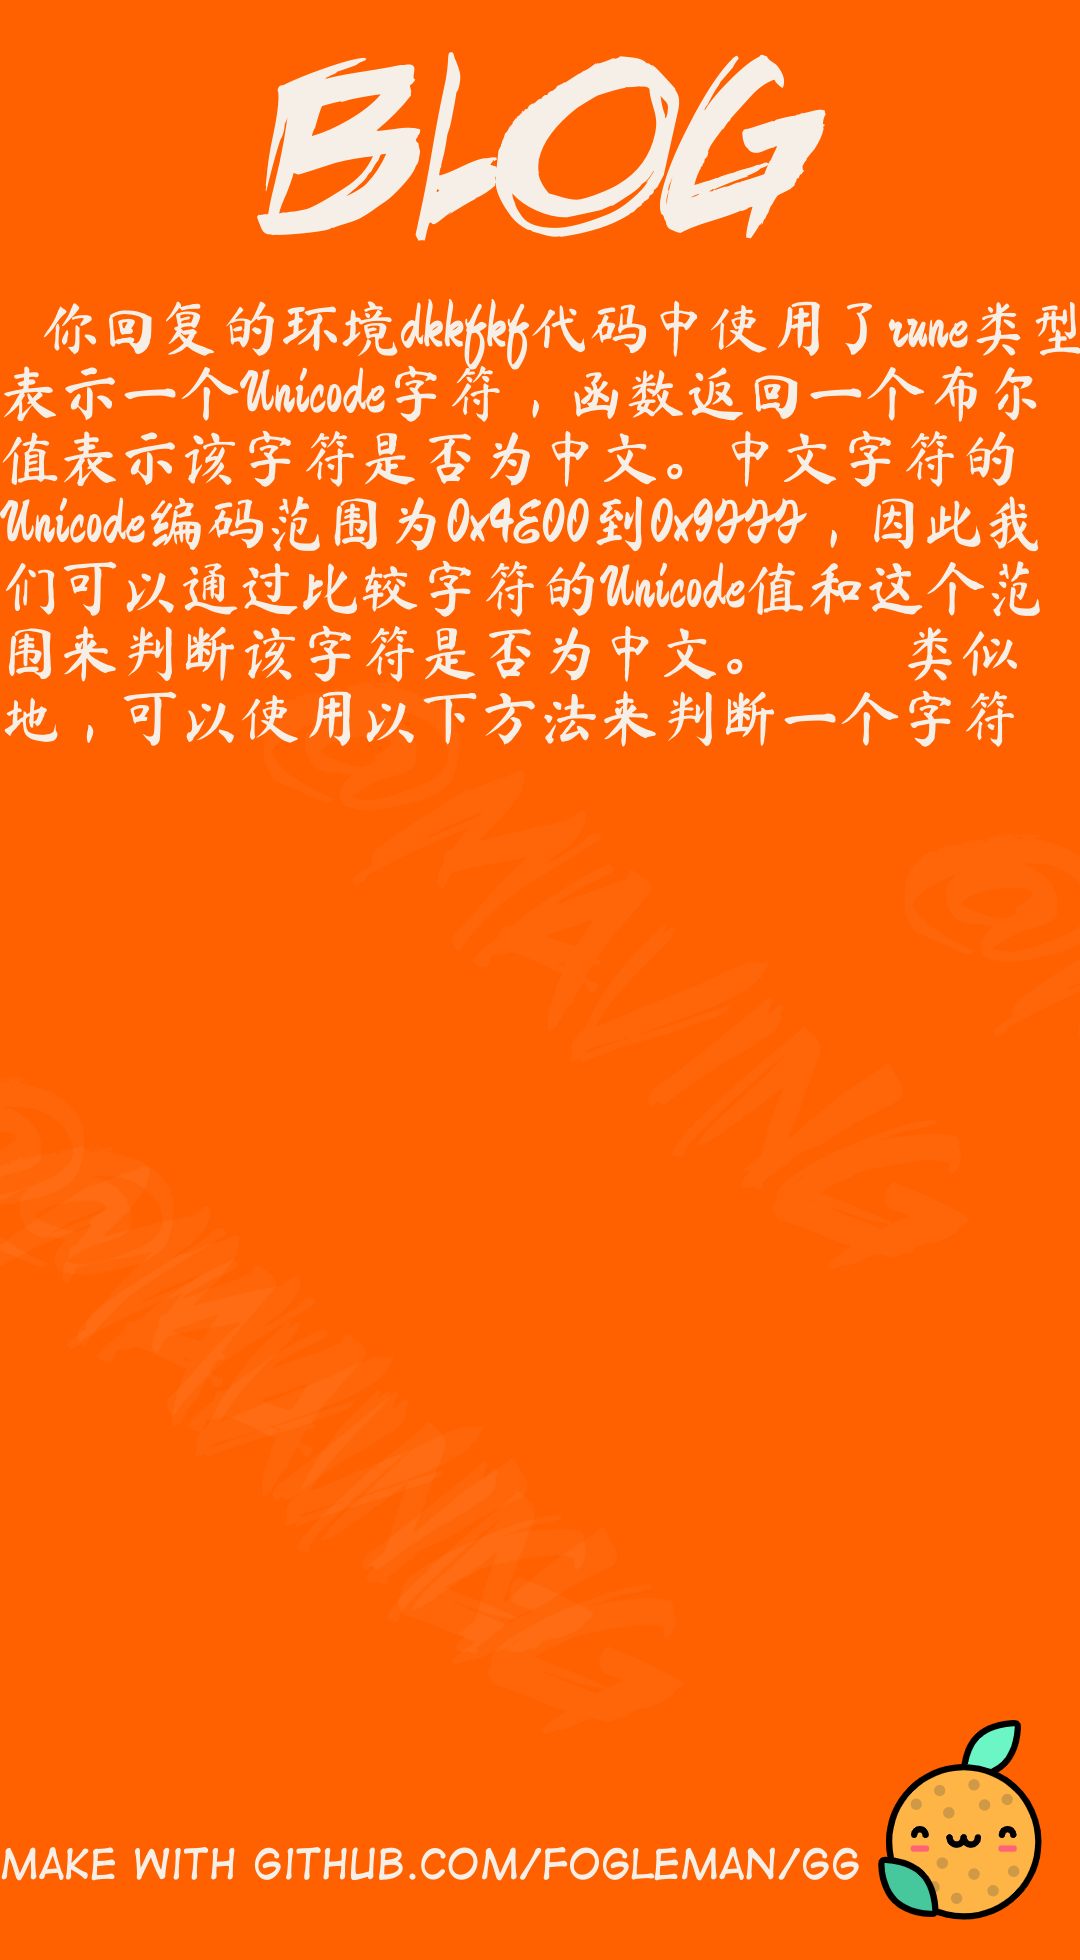 BLOG
你回复的环境dkkfkf代码中使用了rune类型
表示一个Unicode字符，函数返回一个布尔
值表示该字符是否为中文。中文字符的
Unicode编码范围为0x4E00到0x9FFF，因此我
们可以通过比较字符的Unicode值和这个范
围来判断该字符是否为中文。 类似
地，可以使用以下方法来判断一个字符
@MAVING
@MAVING
@MAVING
MAKE WITH GITHUB.COM/FOGLEMAN/GG